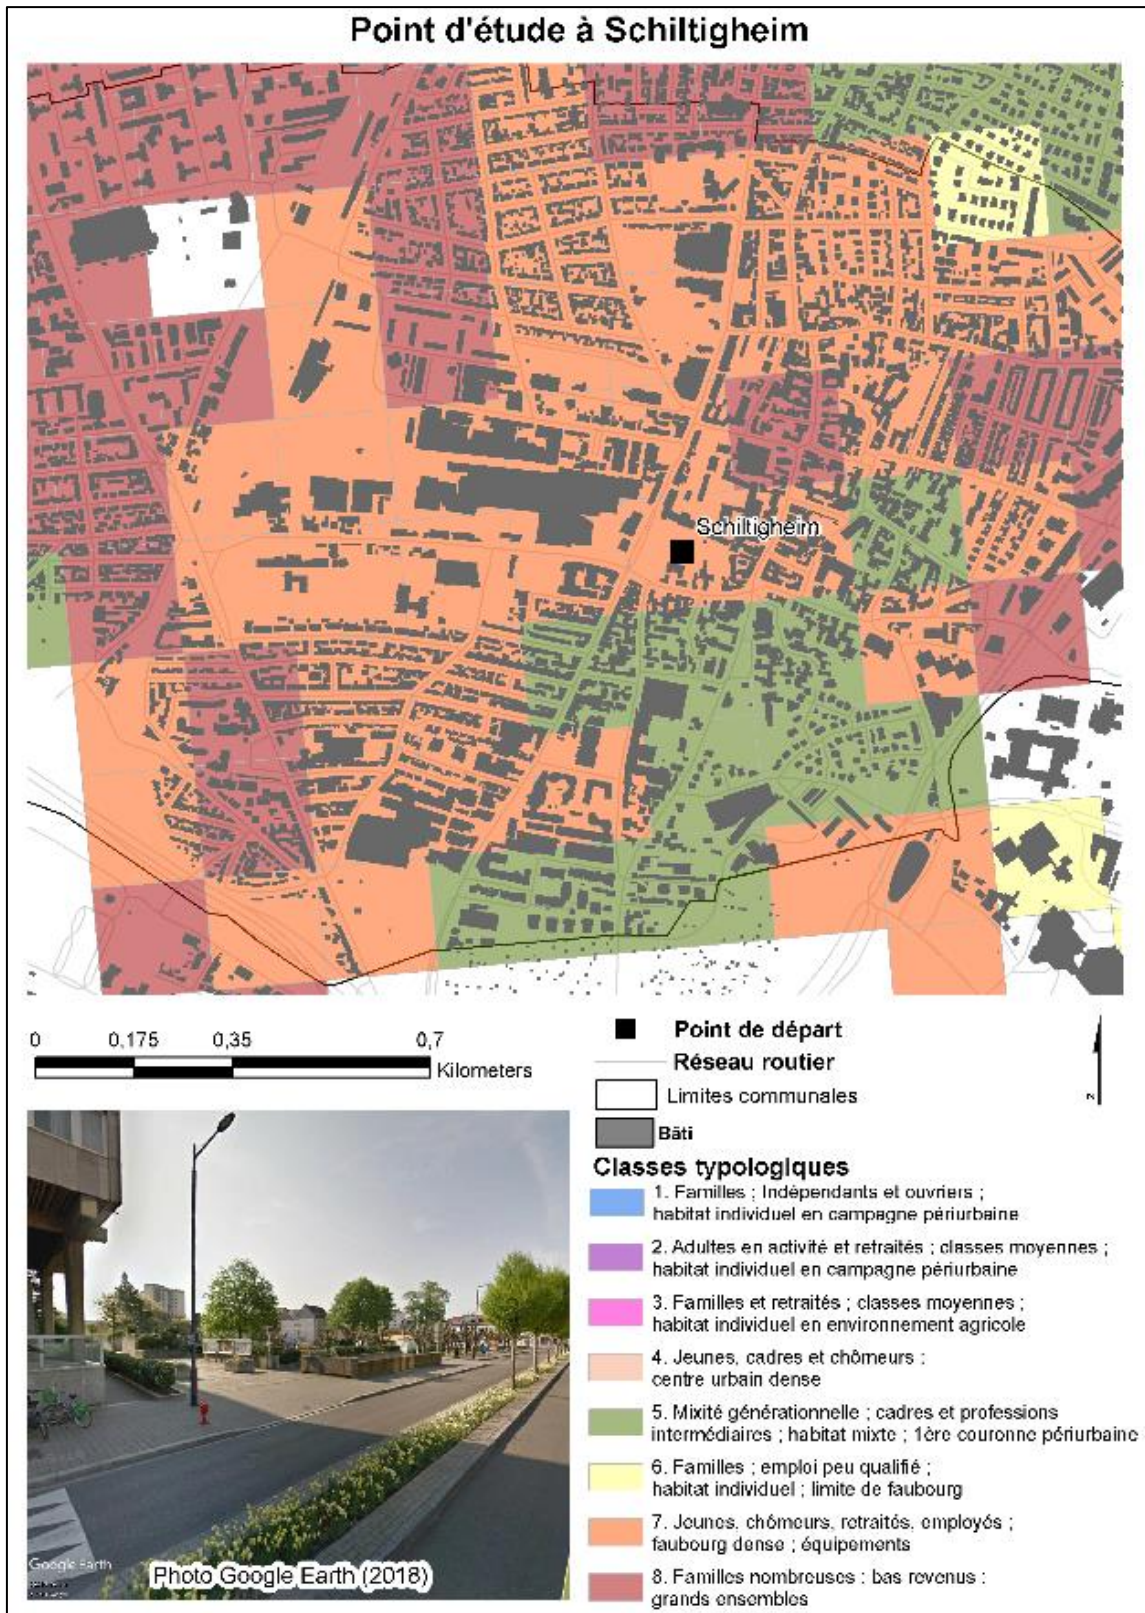 Point d'étude à Schiltigheim
Schiltigheim
0 0,175 0,35 0,7
Kilometers
Point de départ
Réseau routier
Limites communales
Bâti
N
Classes typologiques
1. Familles ; Indépendants et ouvriers ;
habitat individuel en campagne périurbaine
2. Adultes en activité et retraités ; classes moyennes ;
habitat individuel en campagne périurbaine
3. Familles et retraités ; classes moyennes ;
habitat individuel en environnement agricole
4. Jeunes, cadres et chômeurs :
centre urbain dense
5. Mixité générationnelle ; cadres et professions
intermédiaires ; habitat mixte ; 1ère couronne périurbaine
6. Familles ; emploi peu qualifié ;
habitat individuel ; limite de faubourg
7. Jeunes, chômeurs, retraités, employés ;
faubourg dense ; équipements
8. Familles nombreuses : bas revenus :
grands ensembles
Google Earth
Photo Google Earth (2018)